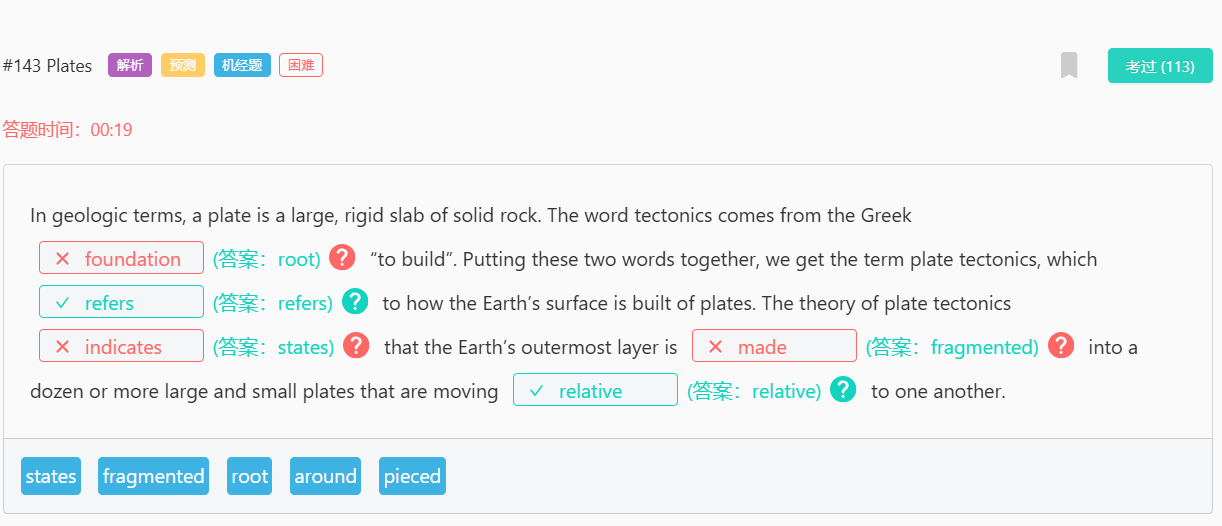 #143 Plates 解析 预测 机经题 困难 考过 (113)
答题时间：00:19
In geologic terms, a plate is a large, rigid slab of solid rock. The word tectonics comes from the Greek
✕ foundation (答案：root) ? “to build”. Putting these two words together, we get the term plate tectonics, which
✓ refers (答案：refers) ? to how the Earth’s surface is built of plates. The theory of plate tectonics
✕ indicates (答案：states) ? that the Earth’s outermost layer is ✕ made (答案：fragmented) ? into a
dozen or more large and small plates that are moving ✓ relative (答案：relative) ? to one another.
states fragmented root around pieced